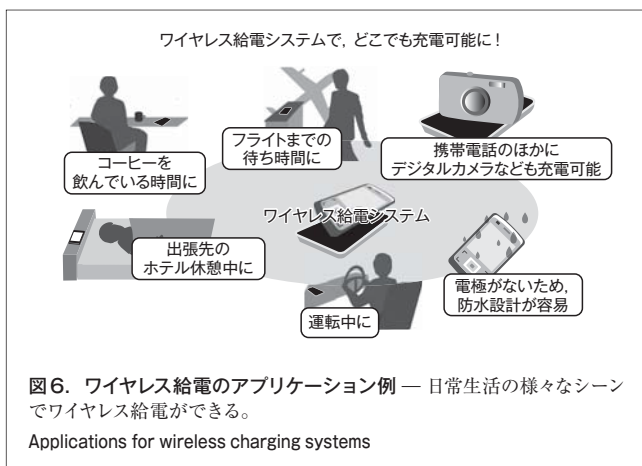 ワイヤレス給電システムで，どこでも充電可能に！
コーヒーを
飲んでいる時間に
フライトまでの
待ち時間に
携帯電話のほかに
デジタルカメラなども充電可能
ワイヤレス給電システム
出張先の
ホテル休憩中に
運転中に
電極がないため，
防水設計が容易
図6．ワイヤレス給電のアプリケーション例 ― 日常生活の様々なシーン
でワイヤレス給電ができる。
Applications for wireless charging systems